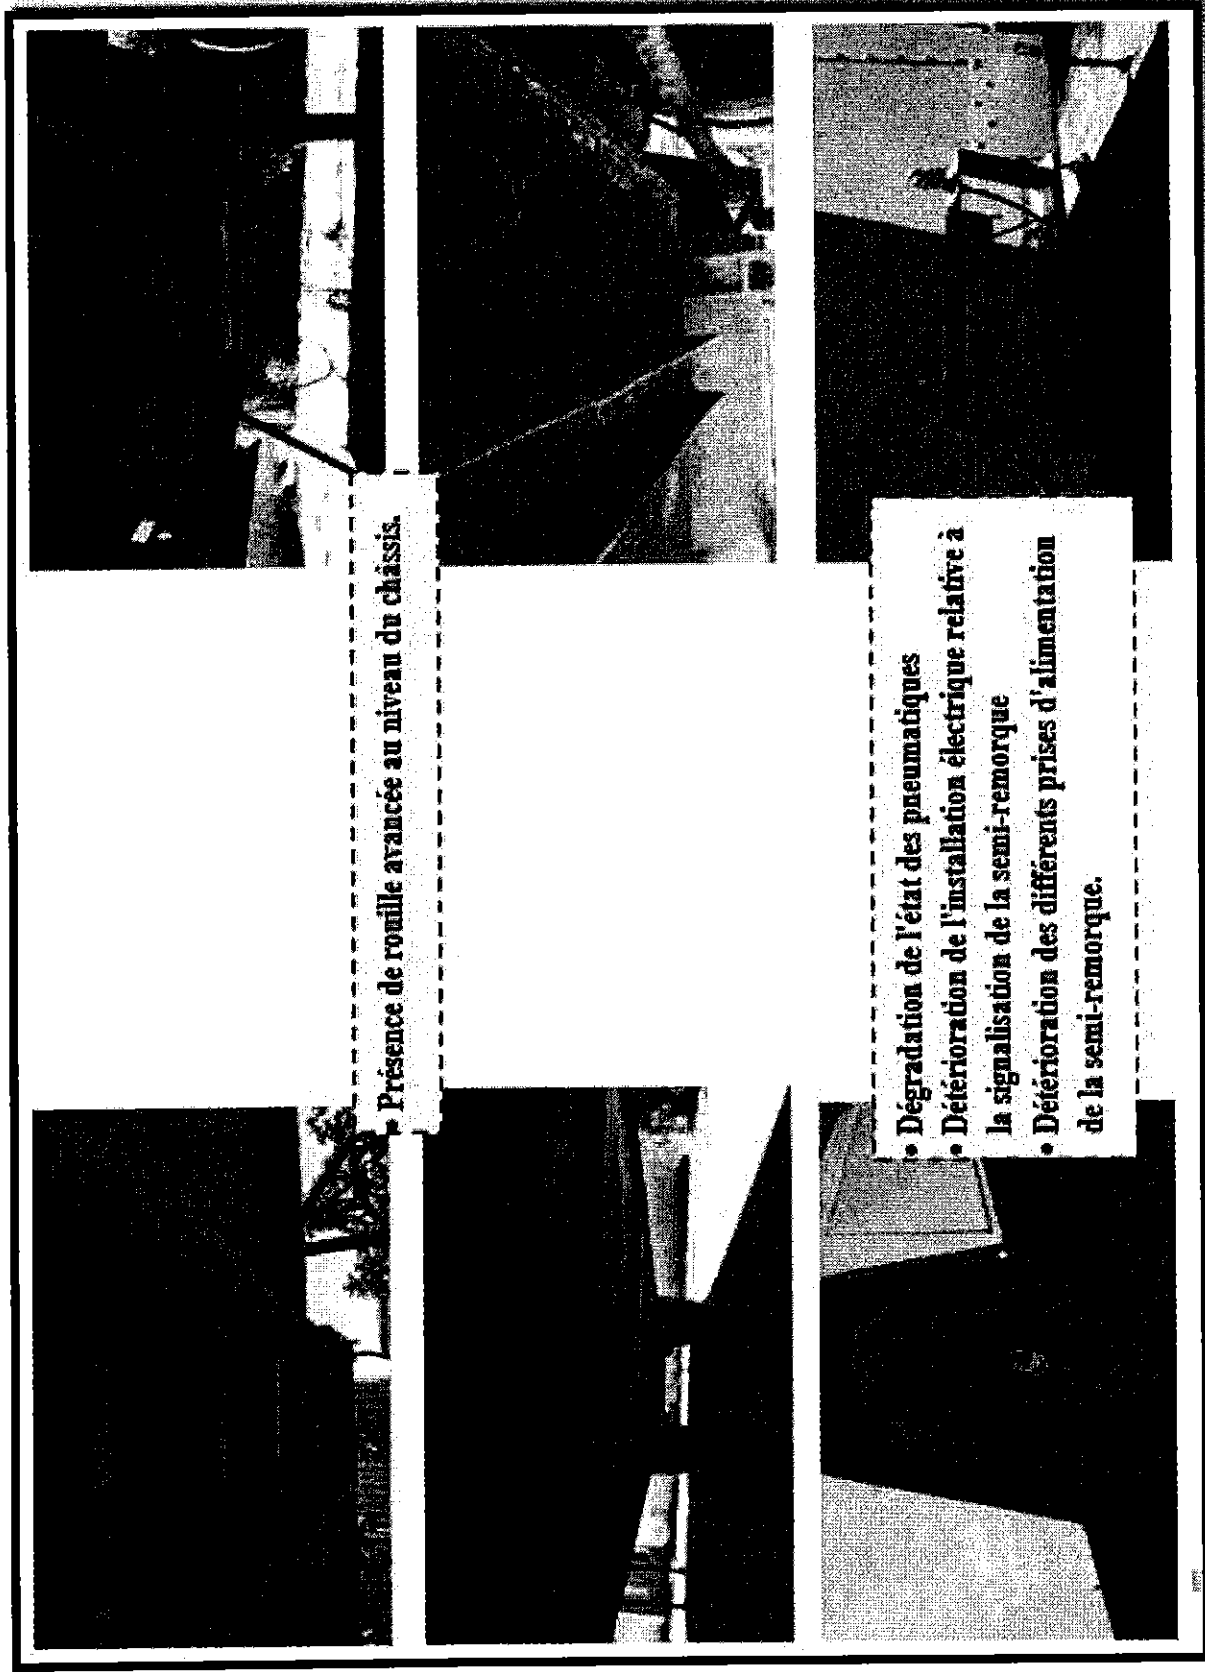 • Présence de rouille avancée au niveau du châssis.
• Dégradation de l'état des pneumatiques
• Détérioration de l'installation électrique relative à
la signalisation de la semi-remorque
• Détérioration des différents prises d'alimentation
de la semi-remorque.